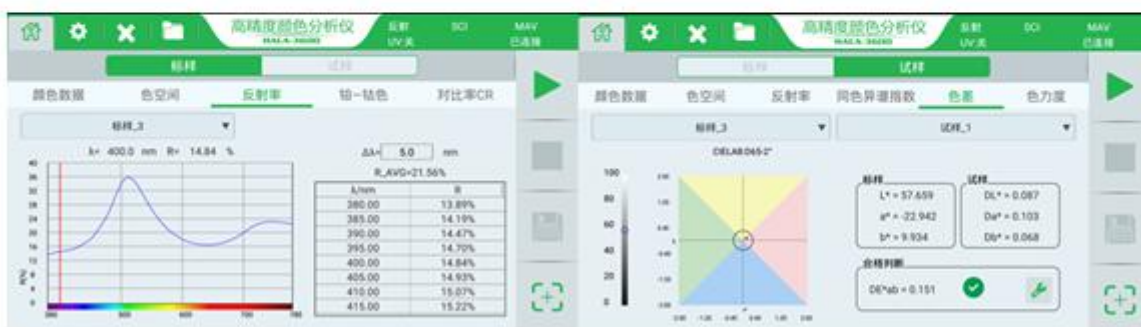 高精度颜色分析仪
反射
SCI
MAV
UV:关
已连接
标样
试样
颜色数据
色空间
反射率
铂-钴色
对比率CR
标样_3
λ= 400.0 nm R= 14.84 %
Δλ= 5.0 nm
R_AVG=21.56%
λ/nm R
380.00 13.89%
385.00 14.19%
390.00 14.47%
395.00 14.70%
400.00 14.84%
405.00 14.93%
410.00 15.07%
415.00 15.22%
高精度颜色分析仪
反射
SCI
MAV
UV:关
已连接
标样
试样
颜色数据
色空间
反射率
同色异谱指数
色差
色力度
标样_3
试样_1
CIELAB D65-2°
100
80
60
40
20
0
标样
L* = 57.659
a* = -22.942
b* = 9.934
试样
DL* = 0.087
Da* = 0.103
Db* = 0.068
合格判断
DE*ab = 0.151